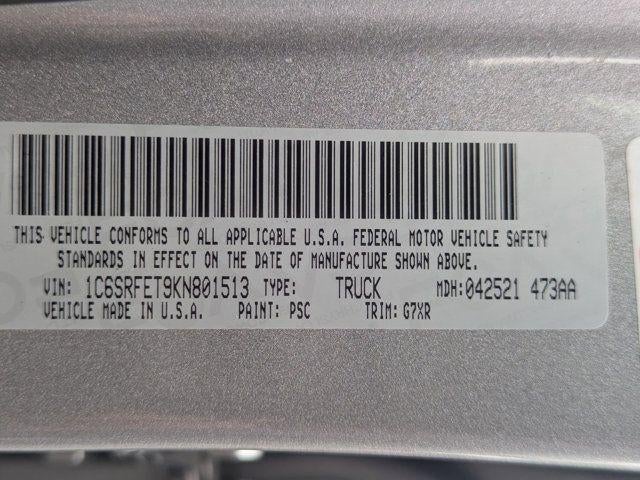 THIS VEHICLE CONFORMS TO ALL APPLICABLE U.S.A. FEDERAL MOTOR VEHICLE SAFETY
STANDARDS IN EFFECT ON THE DATE OF MANUFACTURE SHOWN ABOVE.
VIN: 1C6SRFET9KN801513 TYPE: TRUCK MDH: 042521 473AA
VEHICLE MADE IN U.S.A. PAINT: PSC TRIM: G7XR